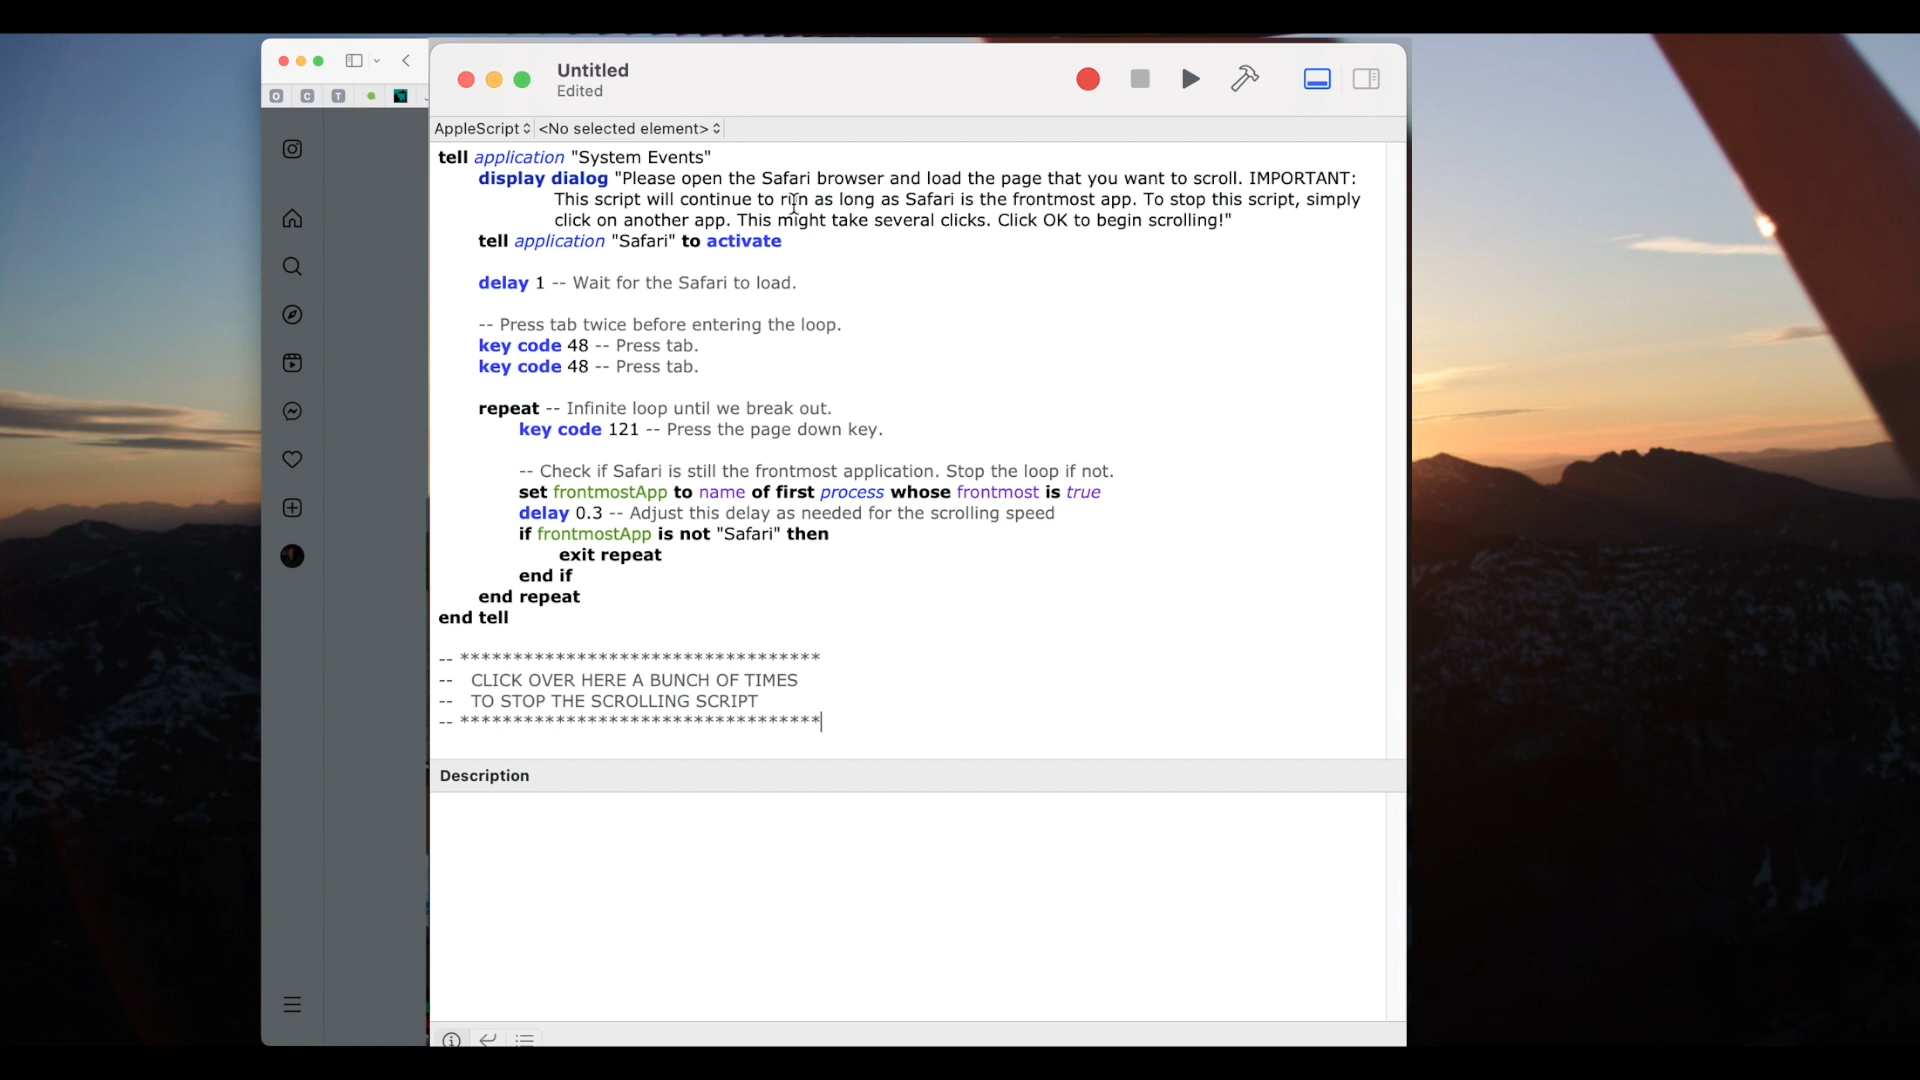 Untitled
Edited
O C T
AppleScript <No selected element>
tell application "System Events"
display dialog "Please open the Safari browser and load the page that you want to scroll. IMPORTANT:
This script will continue to run as long as Safari is the frontmost app. To stop this script, simply
click on another app. This might take several clicks. Click OK to begin scrolling!"
tell application "Safari" to activate
delay 1 -- Wait for the Safari to load.
-- Press tab twice before entering the loop.
key code 48 -- Press tab.
key code 48 -- Press tab.
repeat -- Infinite loop until we break out.
key code 121 -- Press the page down key.
-- Check if Safari is still the frontmost application. Stop the loop if not.
set frontmostApp to name of first process whose frontmost is true
delay 0.3 -- Adjust this delay as needed for the scrolling speed
if frontmostApp is not "Safari" then
exit repeat
end if
end repeat
end tell
-- **********************************
-- CLICK OVER HERE A BUNCH OF TIMES
-- TO STOP THE SCROLLING SCRIPT
-- **********************************
Description